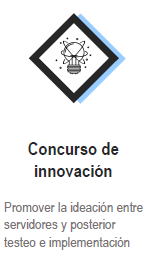 Concurso de
innovación
Promover la ideación entre
servidores y posterior
testeo e implementación